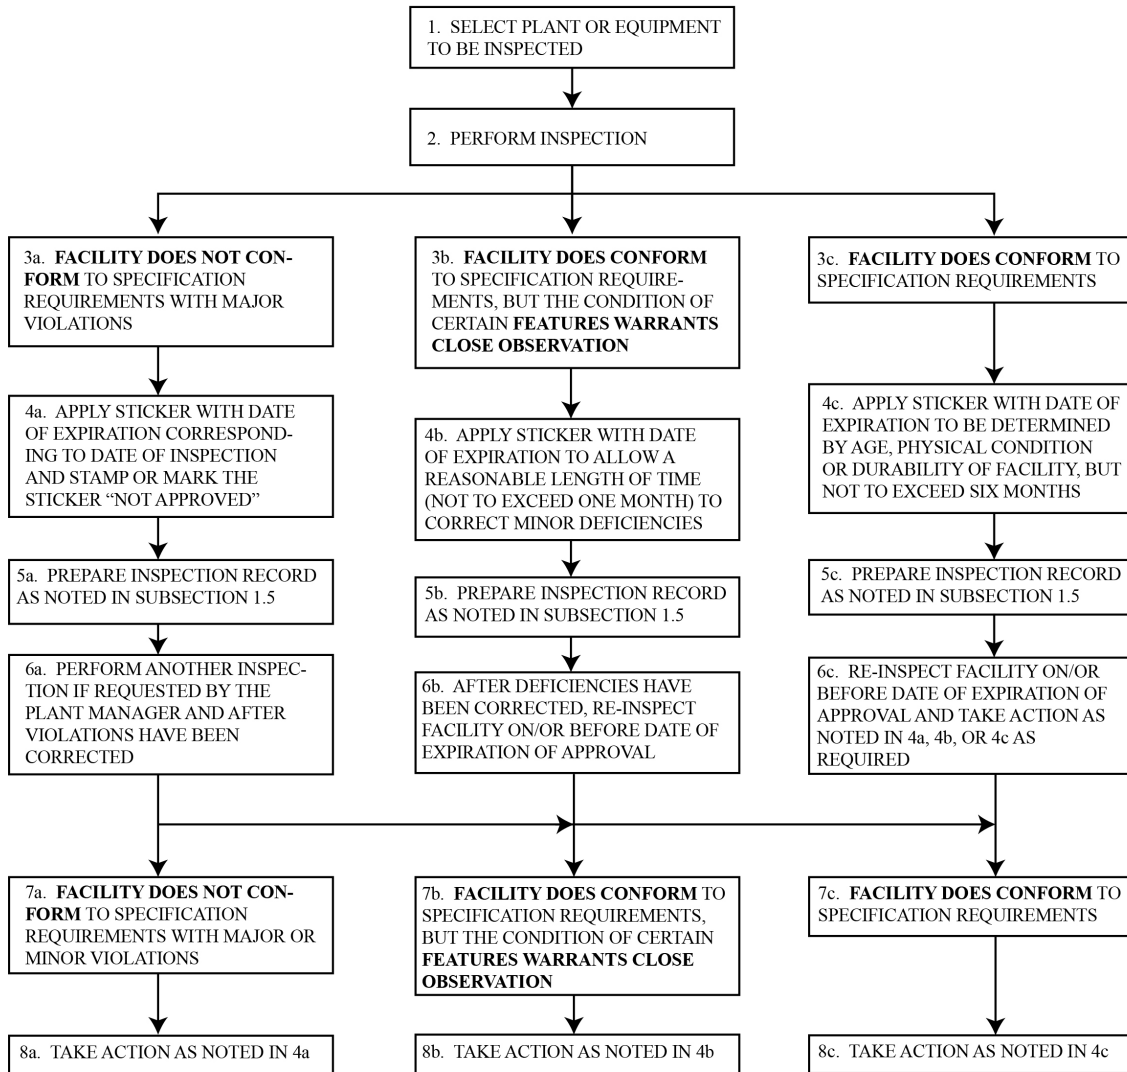 1. SELECT PLANT OR EQUIPMENT
TO BE INSPECTED
2. PERFORM INSPECTION
3a. FACILITY DOES NOT CON-
FORM TO SPECIFICATION
REQUIREMENTS WITH MAJOR
VIOLATIONS
3b. FACILITY DOES CONFORM
TO SPECIFICATION REQUIRE-
MENTS, BUT THE CONDITION OF
CERTAIN FEATURES WARRANTS
CLOSE OBSERVATION
3c. FACILITY DOES CONFORM TO
SPECIFICATION REQUIREMENTS
4a. APPLY STICKER WITH DATE
OF EXPIRATION CORRESPOND-
ING TO DATE OF INSPECTION
AND STAMP OR MARK THE
STICKER “NOT APPROVED”
4b. APPLY STICKER WITH DATE
OF EXPIRATION TO ALLOW A
REASONABLE LENGTH OF TIME
(NOT TO EXCEED ONE MONTH) TO
CORRECT MINOR DEFICIENCIES
4c. APPLY STICKER WITH DATE OF
EXPIRATION TO BE DETERMINED
BY AGE, PHYSICAL CONDITION
OR DURABILITY OF FACILITY, BUT
NOT TO EXCEED SIX MONTHS
5a. PREPARE INSPECTION RECORD
AS NOTED IN SUBSECTION 1.5
5b. PREPARE INSPECTION RECORD
AS NOTED IN SUBSECTION 1.5
5c. PREPARE INSPECTION RECORD
AS NOTED IN SUBSECTION 1.5
6a. PERFORM ANOTHER INSPEC-
TION IF REQUESTED BY THE
PLANT MANAGER AND AFTER
VIOLATIONS HAVE BEEN
CORRECTED
6b. AFTER DEFICIENCIES HAVE
BEEN CORRECTED, RE-INSPECT
FACILITY ON/OR BEFORE DATE OF
EXPIRATION OF APPROVAL
6c. RE-INSPECT FACILITY ON/OR
BEFORE DATE OF EXPIRATION OF
APPROVAL AND TAKE ACTION AS
NOTED IN 4a, 4b, OR 4c AS
REQUIRED
7a. FACILITY DOES NOT CON-
FORM TO SPECIFICATION
REQUIREMENTS WITH MAJOR OR
MINOR VIOLATIONS
7b. FACILITY DOES CONFORM TO
SPECIFICATION REQUIREMENTS,
BUT THE CONDITION OF CERTAIN
FEATURES WARRANTS CLOSE
OBSERVATION
7c. FACILITY DOES CONFORM TO
SPECIFICATION REQUIREMENTS
8a. TAKE ACTION AS NOTED IN 4a
8b. TAKE ACTION AS NOTED IN 4b
8c. TAKE ACTION AS NOTED IN 4c